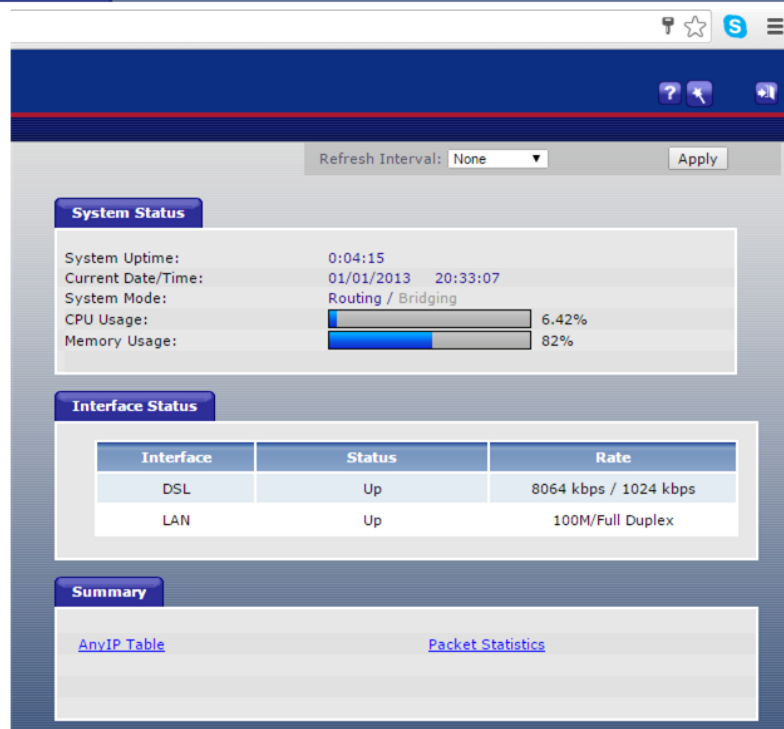 Refresh Interval: None Apply
System Status
System Uptime: 0:04:15
Current Date/Time: 01/01/2013 20:33:07
System Mode: Routing / Bridging
CPU Usage: 6.42%
Memory Usage: 82%
Interface Status
Interface Status Rate
DSL Up 8064 kbps / 1024 kbps
LAN Up 100M/Full Duplex
Summary
AnyIP Table Packet Statistics